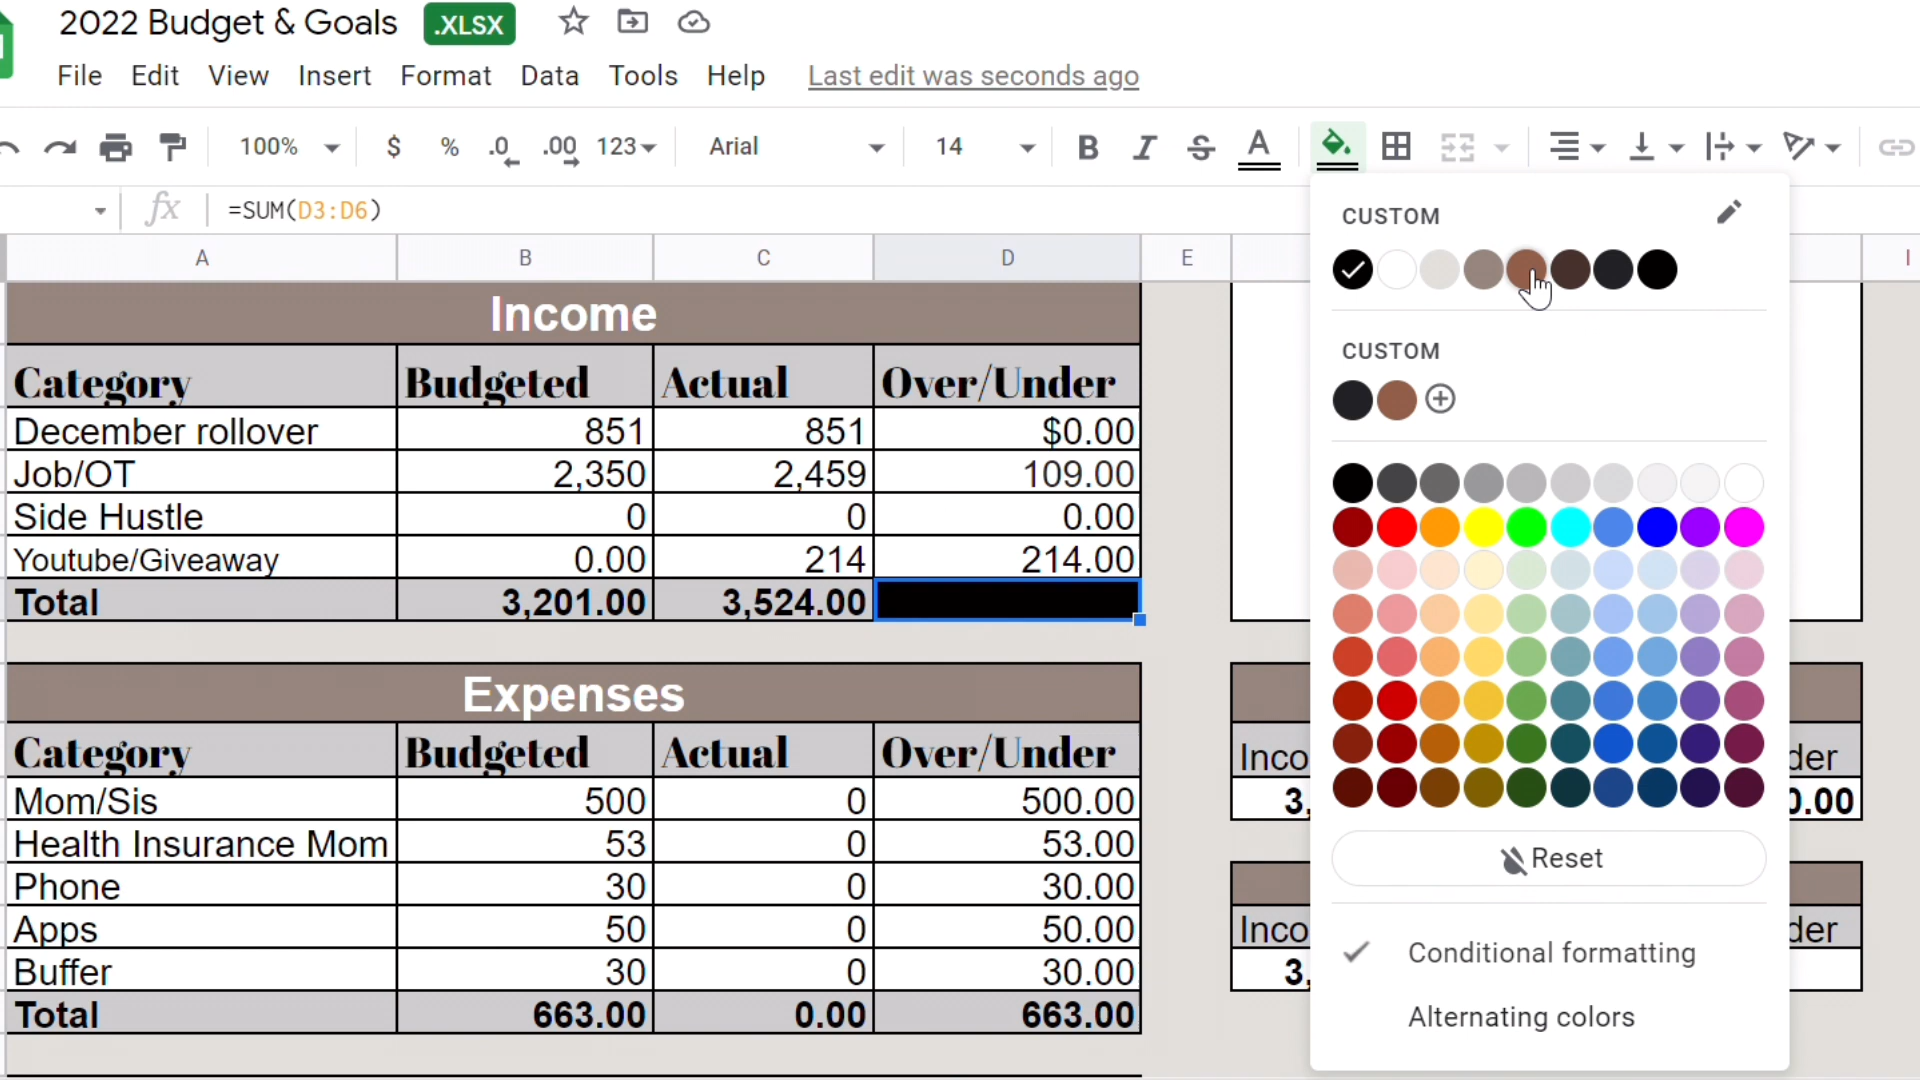 2022 Budget & Goals .XLSX
File Edit View Insert Format Data Tools Help Last edit was seconds ago
100% $ % .0 .00 123 Arial 14 B I S A
fx =SUM(D3:D6)
A B C D E I
Income
Category Budgeted Actual Over/Under
December rollover 851 851 $0.00
Job/OT 2,350 2,459 109.00
Side Hustle 0 0 0.00
Youtube/Giveaway 0.00 214 214.00
Total 3,201.00 3,524.00
Expenses
Category Budgeted Actual Over/Under
Mom/Sis 500 0 500.00
Health Insurance Mom 53 0 53.00
Phone 30 0 30.00
Apps 50 0 50.00
Buffer 30 0 30.00
Total 663.00 0.00 663.00
CUSTOM
CUSTOM
Reset
Conditional formatting
Alternating colors
Inco der
3, 0.00
Inco der
3,